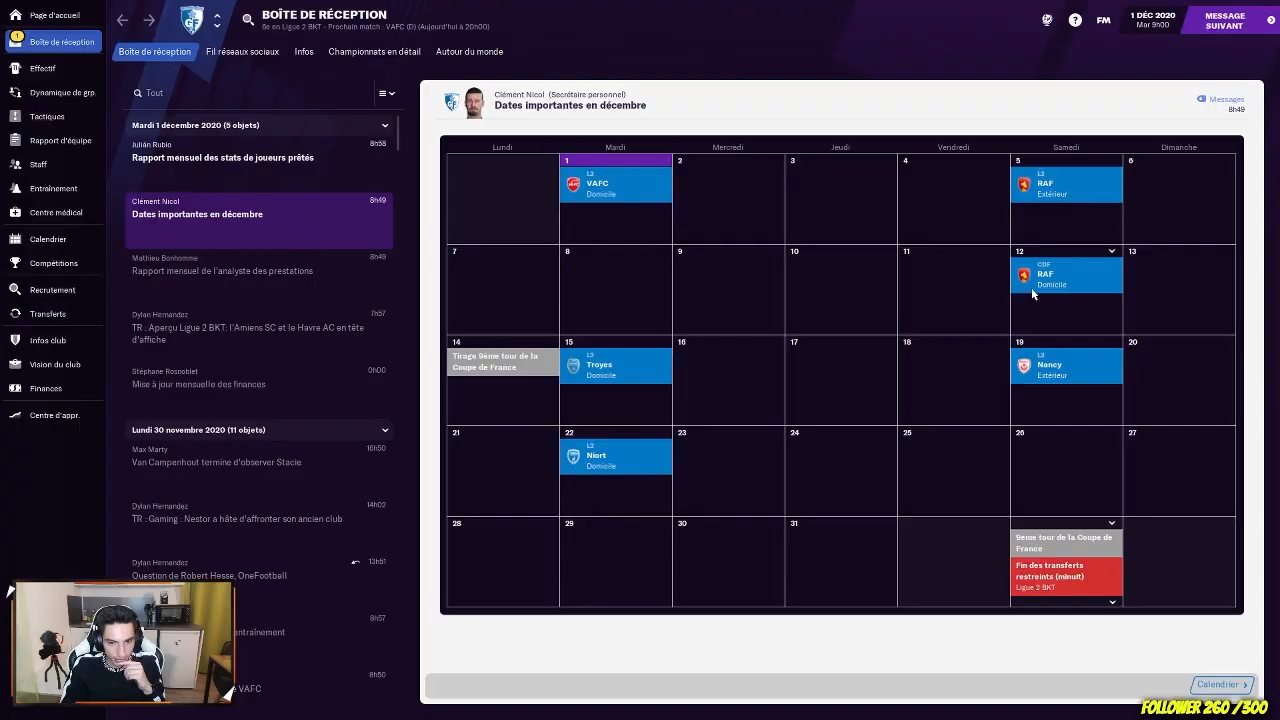 Page d'accueil
1
Boîte de réception
Effectif
Dynamique de grp.
Tactiques
Rapport d'équipe
Staff
Entraînement
Centre médical
Calendrier
Compétitions
Recrutement
Transferts
Infos club
Vision du club
Finances
Centre d'appr.
BOÎTE DE RÉCEPTION
6e en Ligue 2 BKT - Prochain match : VAFC (D) (Aujourd'hui à 20h00)
FM
1 DÉC 2020
Mar 9h00
MESSAGE
SUIVANT
Boîte de réception
Fil réseaux sociaux
Infos
Championnats en détail
Autour du monde
Tout
Mardi 1 décembre 2020 (5 objets)
Julián Rubio
8h58
Rapport mensuel des stats de joueurs prêtés
Clément Nicol
8h49
Dates importantes en décembre
Mathieu Bonhomme
8h49
Rapport mensuel de l'analyse des prestations
Dylan Hernandez
7h57
TR : Aperçu Ligue 2 BKT: l'Amiens SC et le Havre AC en tête
d'affiche
Stéphane Rosnoblet
0h00
Mise à jour mensuelle des finances
Lundi 30 novembre 2020 (11 objets)
Max Marty
16h50
Van Campenhout termine d'observer Stacie
Dylan Hernandez
14h02
TR : Gaming : Nestor a hâte d'affronter son ancien club
Dylan Hernandez
13h51
Question de Robert Hesse, OneFootball
8h57
entraînement
8h50
VAFC
Clément Nicol (Secrétaire personnel)
Dates importantes en décembre
Messages
8h49
Lundi
Mardi
Mercredi
Jeudi
Vendredi
Samedi
Dimanche
1
L2
VAFC
Domicile
2
3
4
5
L2
RAF
Extérieur
6
7
8
9
10
11
12
CDF
RAF
Domicile
13
14
Tirage 9ème tour de la
Coupe de France
15
L2
Troyes
Domicile
16
17
18
19
L2
Nancy
Extérieur
20
21
22
L2
Niort
Domicile
23
24
25
26
27
28
29
30
31
9ème tour de la Coupe de
France
Fin des transferts
restreints (minuit)
Ligue 2 BKT
Calendrier
FOLLOWER 260 /300